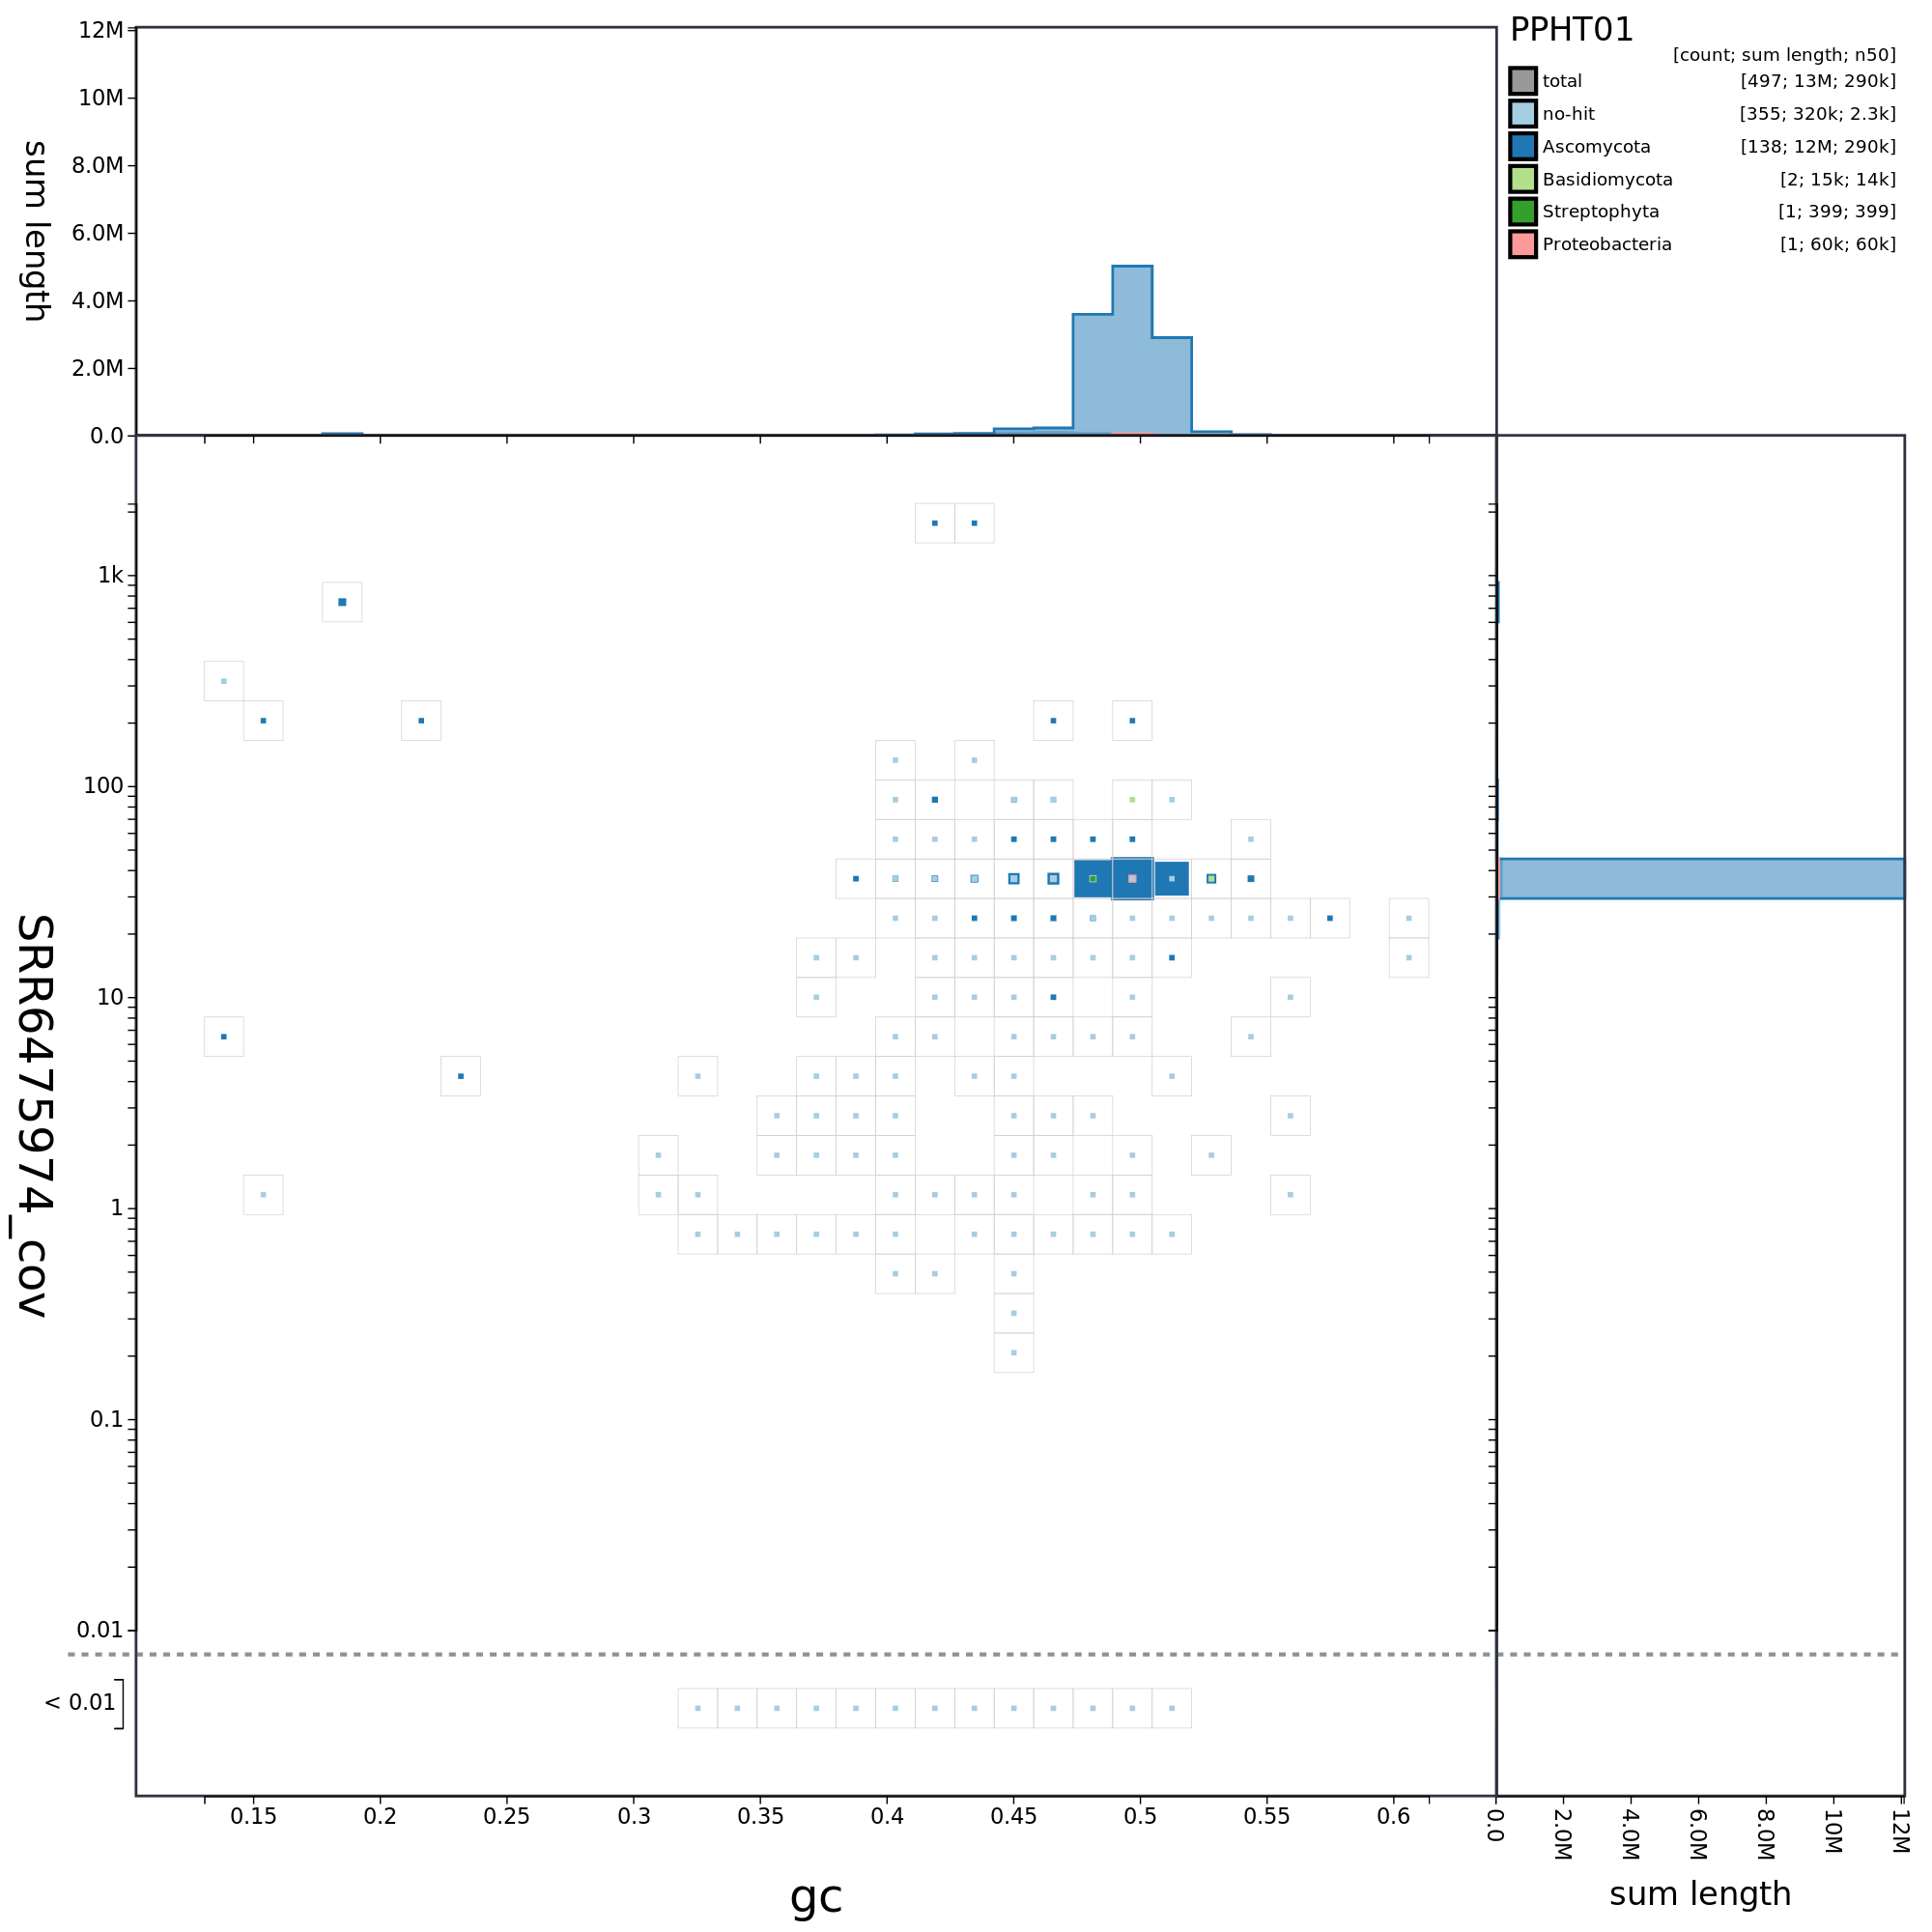 PPHT01
[count; sum length; n50]
total [497; 13M; 290k]
no-hit [355; 320k; 2.3k]
Ascomycota [138; 12M; 290k]
Basidiomycota [2; 15k; 14k]
Streptophyta [1; 399; 399]
Proteobacteria [1; 60k; 60k]
sum length
12M
10M
8.0M
6.0M
4.0M
2.0M
0.0
SRR6475974_cov
1k
100
10
1
0.1
0.01
< 0.01
0.15 0.2 0.25 0.3 0.35 0.4 0.45 0.5 0.55 0.6
gc
0.0 2.0M 4.0M 6.0M 8.0M 10M 12M
sum length